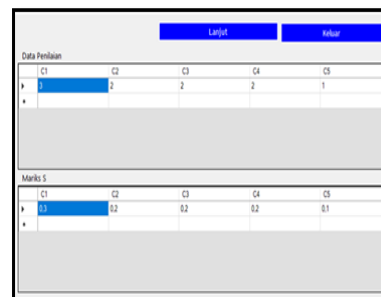 Lanjut Keluar
Data Penilaian
C1 C2 C3 C4 C5
3 2 2 2 1
Mariks S
C1 C2 C3 C4 C5
0,3 0,2 0,2 0,2 0,1